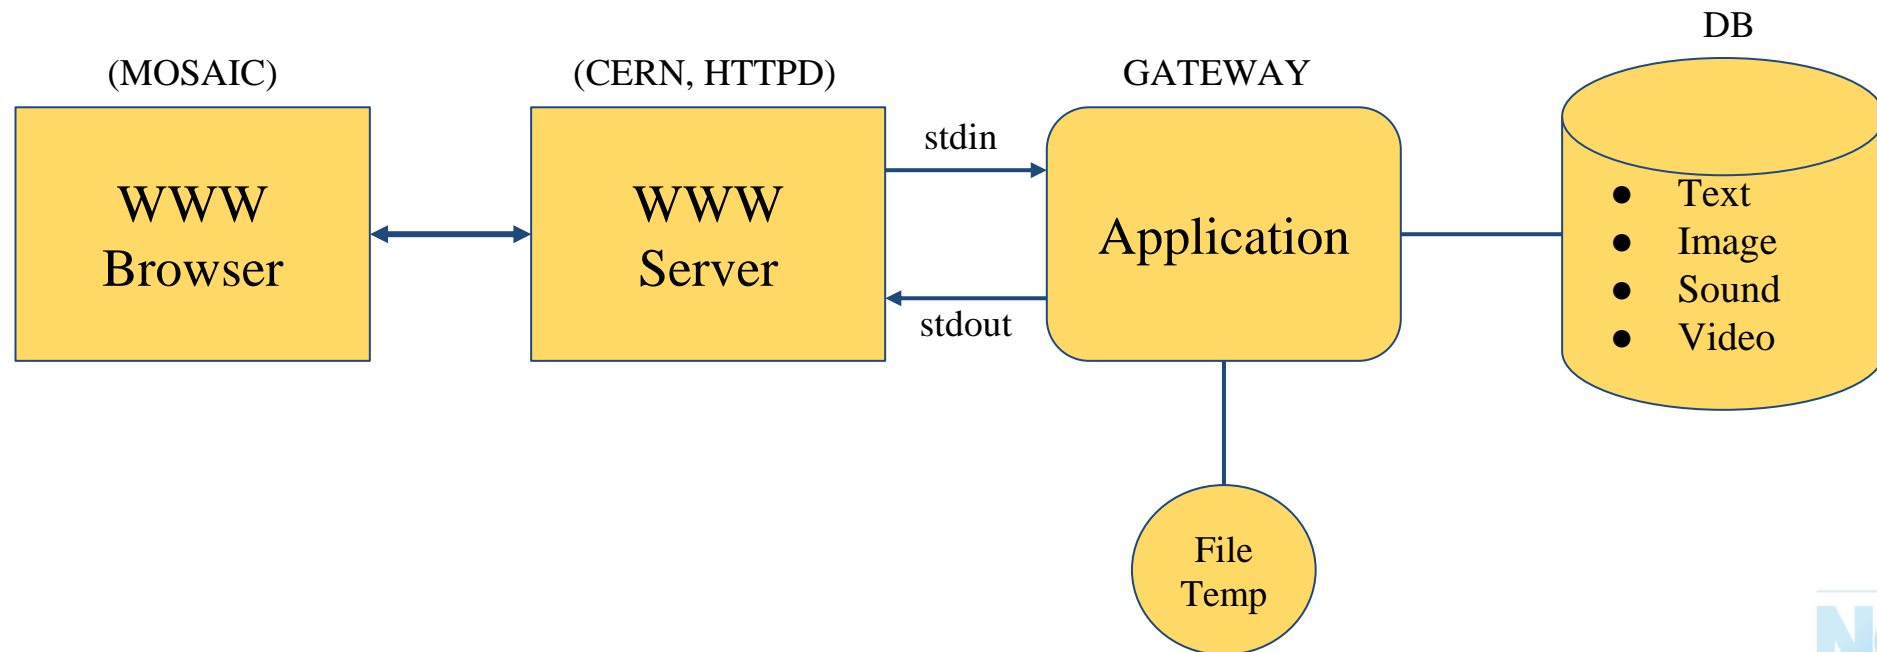 DB
(MOSAIC)
(CERN, HTTPD)
GATEWAY
WWW
Browser
WWW
Server
stdin
stdout
Application
● Text
● Image
● Sound
● Video
File
Temp